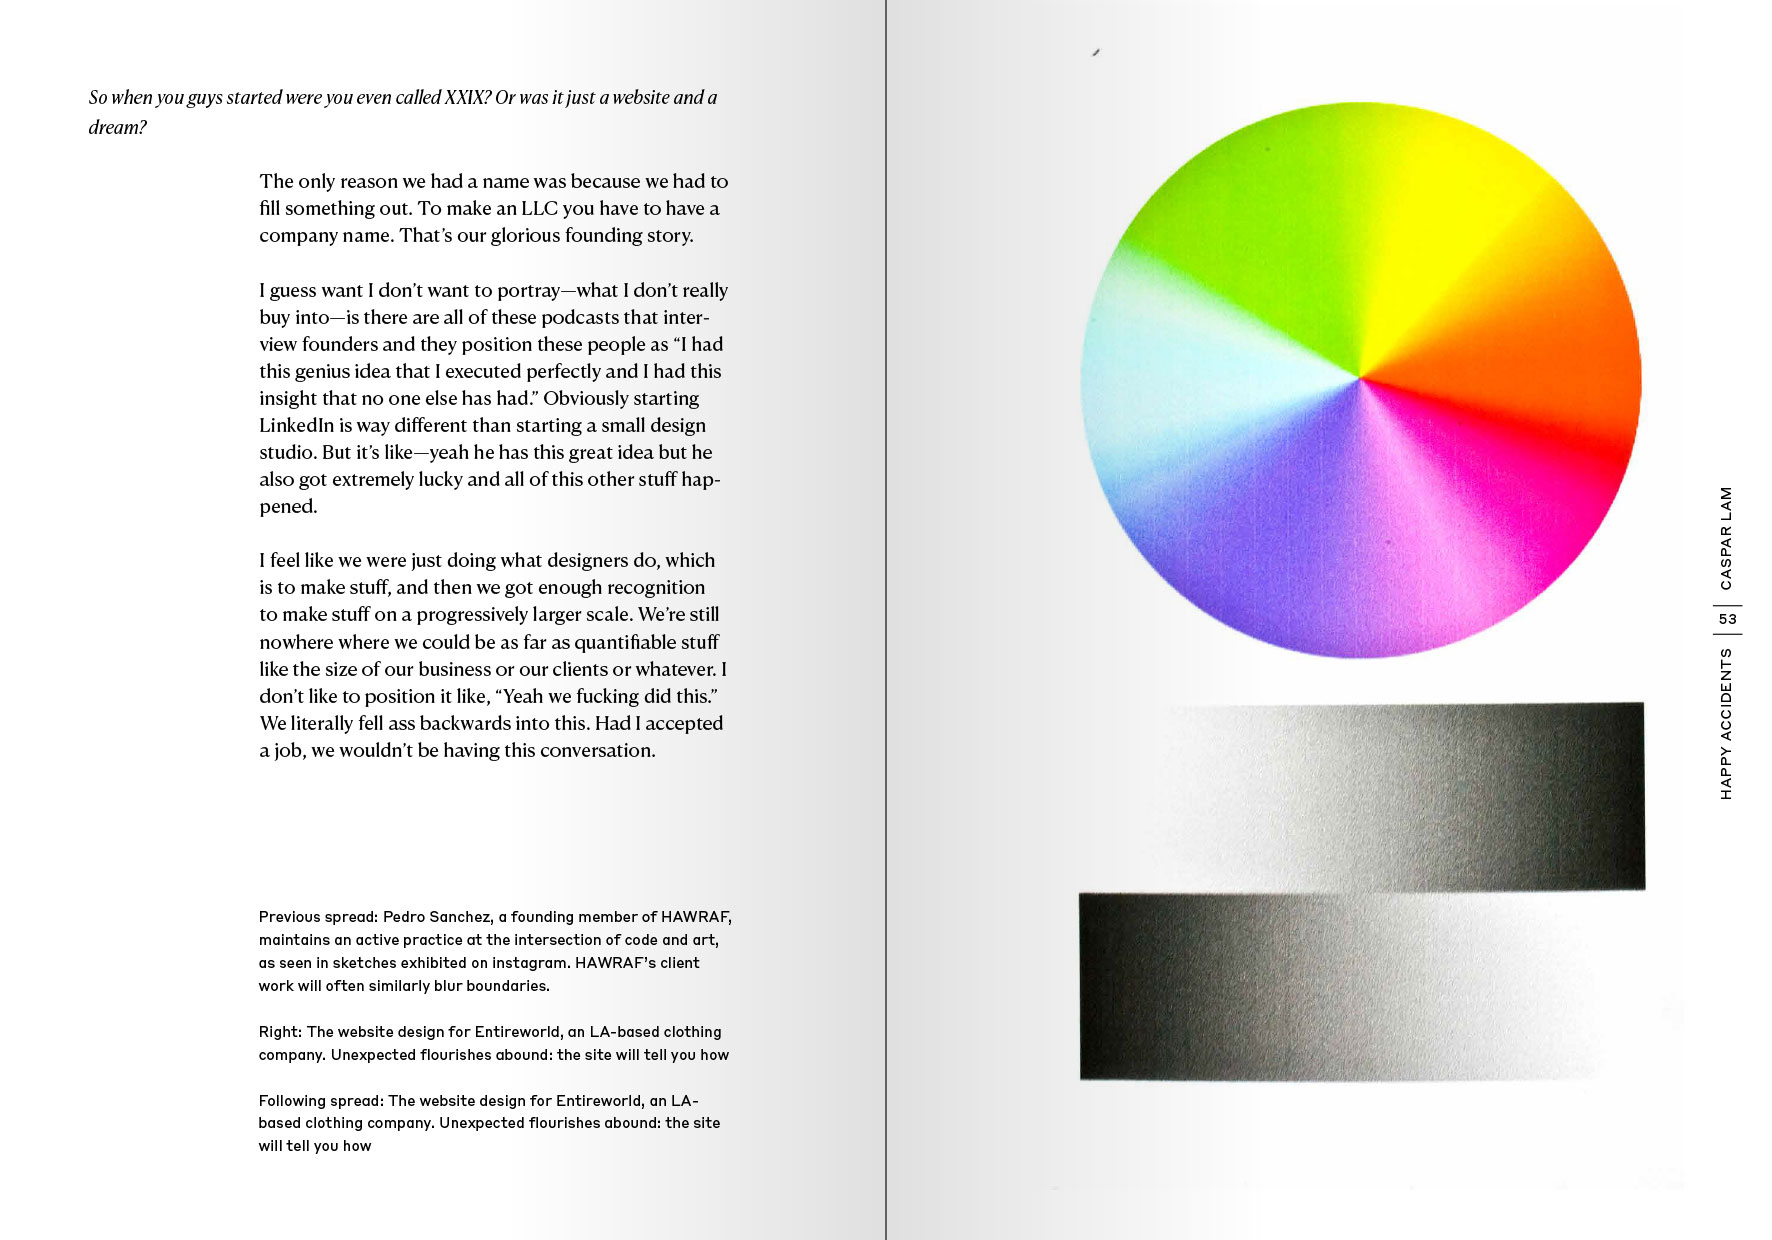 So when you guys started were you even called XXIX? Or was it just a website and a
dream?
The only reason we had a name was because we had to
fill something out. To make an LLC you have to have a
company name. That’s our glorious founding story.
I guess want I don’t want to portray—what I don’t really
buy into—is there are all of these podcasts that inter-
view founders and they position these people as “I had
this genius idea that I executed perfectly and I had this
insight that no one else has had.” Obviously starting
LinkedIn is way different than starting a small design
studio. But it’s like—yeah he has this great idea but he
also got extremely lucky and all of this other stuff hap-
pened.
I feel like we were just doing what designers do, which
is to make stuff, and then we got enough recognition
to make stuff on a progressively larger scale. We’re still
nowhere where we could be as far as quantifiable stuff
like the size of our business or our clients or whatever. I
don’t like to position it like, “Yeah we fucking did this.”
We literally fell ass backwards into this. Had I accepted
a job, we wouldn’t be having this conversation.
Previous spread: Pedro Sanchez, a founding member of HAWRAF,
maintains an active practice at the intersection of code and art,
as seen in sketches exhibited on instagram. HAWRAF’s client
work will often similarly blur boundaries.
Right: The website design for Entireworld, an LA-based clothing
company. Unexpected flourishes abound: the site will tell you how
Following spread: The website design for Entireworld, an LA-
based clothing company. Unexpected flourishes abound: the site
will tell you how
HAPPY ACCIDENTS
53
CASPAR LAM